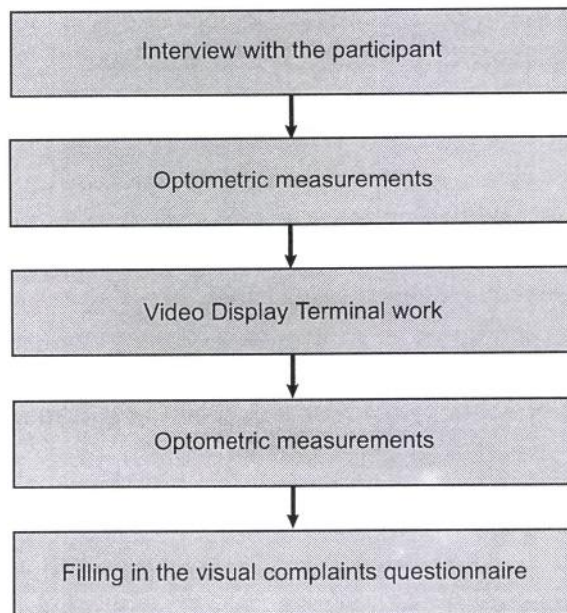 Interview with the participant
Optometric measurements
Video Display Terminal work
Optometric measurements
Filling in the visual complaints questionnaire